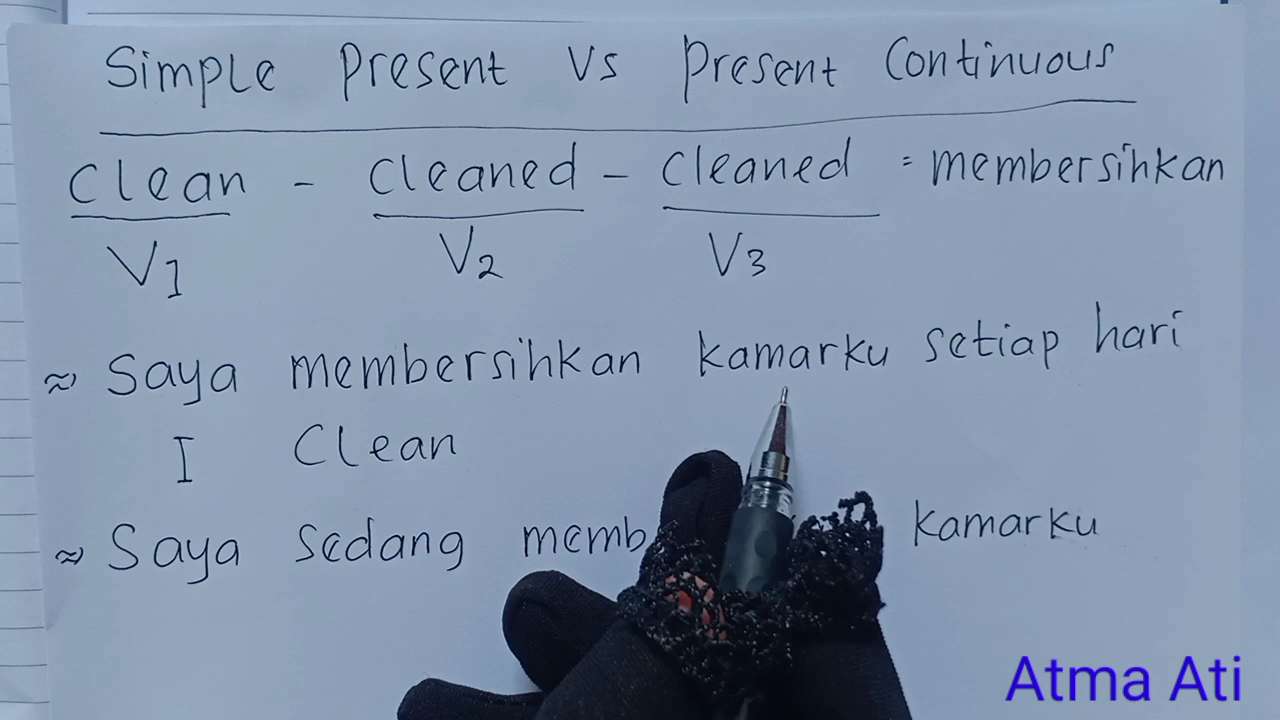 Simple Present Vs Present Continuous
Clean - Cleaned - Cleaned = membersihkan
V1 V2 V3
≈ Saya membersihkan kamarku setiap hari
I Clean
≈ Saya sedang kamarku
Atma Ati